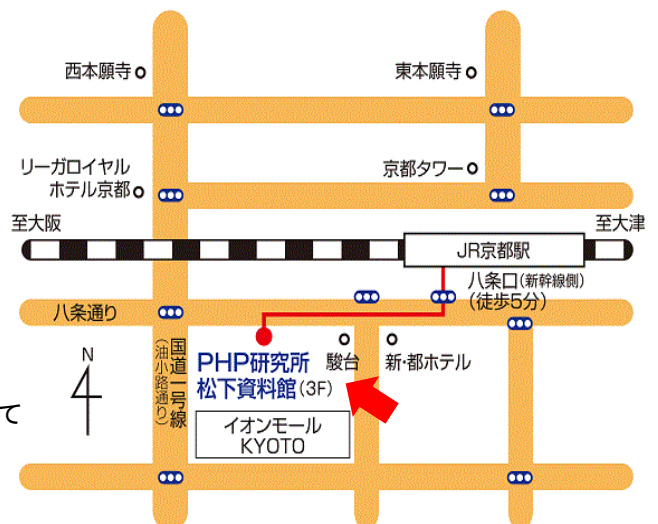 西本願寺
東本願寺
リーガロイヤル
ホテル京都
京都タワー
至大阪
至大津
JR京都駅
八条口(新幹線側)
(徒歩5分)
八条通り
国道一号線
(油小路通り)
N
PHP研究所
松下資料館(3F)
駿台
新・都ホテル
イオンモール
KYOTO
て